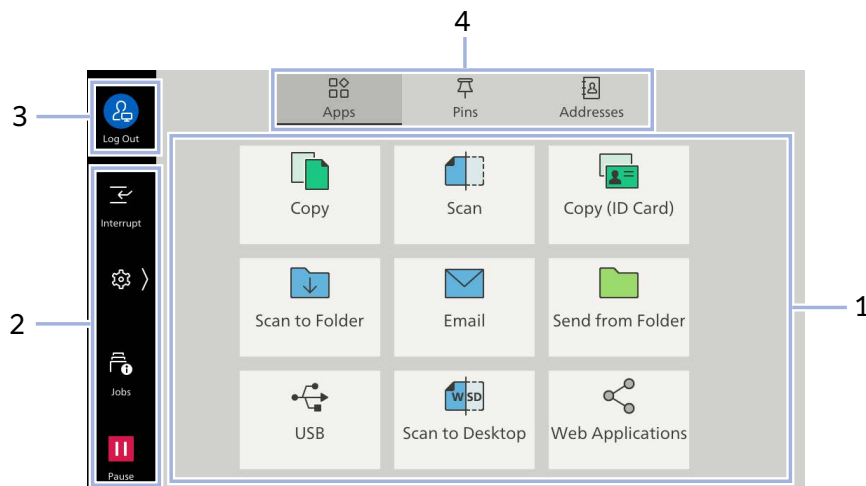 4
3
Log Out
Apps
Pins
Addresses
Interrupt
Copy
Scan
Copy (ID Card)
2
Scan to Folder
Email
Send from Folder
1
Jobs
W SD
USB
Scan to Desktop
Web Applications
Pause